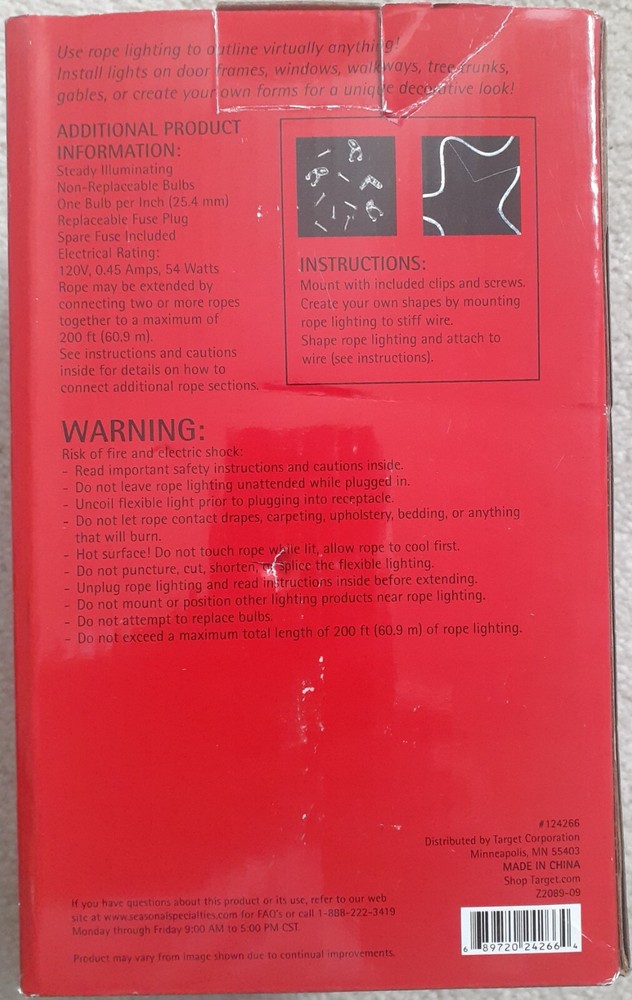 Use rope lighting to outline virtually anything!
Install lights on door frames, windows, walkways, tree trunks,
gables, or create your own forms for a unique decorative look!
ADDITIONAL PRODUCT
INFORMATION:
Steady Illuminating
Non-Replaceable Bulbs
One Bulb per Inch (25.4 mm)
Replaceable Fuse Plug
Spare Fuse Included
Electrical Rating:
120V, 0.45 Amps, 54 Watts
Rope may be extended by
connecting two or more ropes
together to a maximum of
200 ft (60.9 m).
See instructions and cautions
inside for details on how to
connect additional rope sections.
INSTRUCTIONS:
Mount with included clips and screws.
Create your own shapes by mounting
rope lighting to stiff wire.
Shape rope lighting and attach to
wire (see instructions).
WARNING:
Risk of fire and electric shock:
- Read important safety instructions and cautions inside.
- Do not leave rope lighting unattended while plugged in.
- Uncoil flexible light prior to plugging into receptacle.
- Do not let rope contact drapes, carpeting, upholstery, bedding, or anything
that will burn.
- Hot surface! Do not touch rope while lit, allow rope to cool first.
- Do not puncture, cut, shorten, or splice the flexible lighting.
- Unplug rope lighting and read instructions inside before extending.
- Do not mount or position other lighting products near rope lighting.
- Do not attempt to replace bulbs.
- Do not exceed a maximum total length of 200 ft (60.9 m) of rope lighting.
#124266
Distributed by Target Corporation
Minneapolis, MN 55403
MADE IN CHINA
Shop Target.com
Z2089-09
If you have questions about this product or its use, refer to our web
site at www.seasonalspecialties.com for FAQ's or call 1-888-222-3419
Monday through Friday 9:00 AM to 5:00 PM CST.
Product may vary from image shown due to continual improvements.
6 89720 24266 4